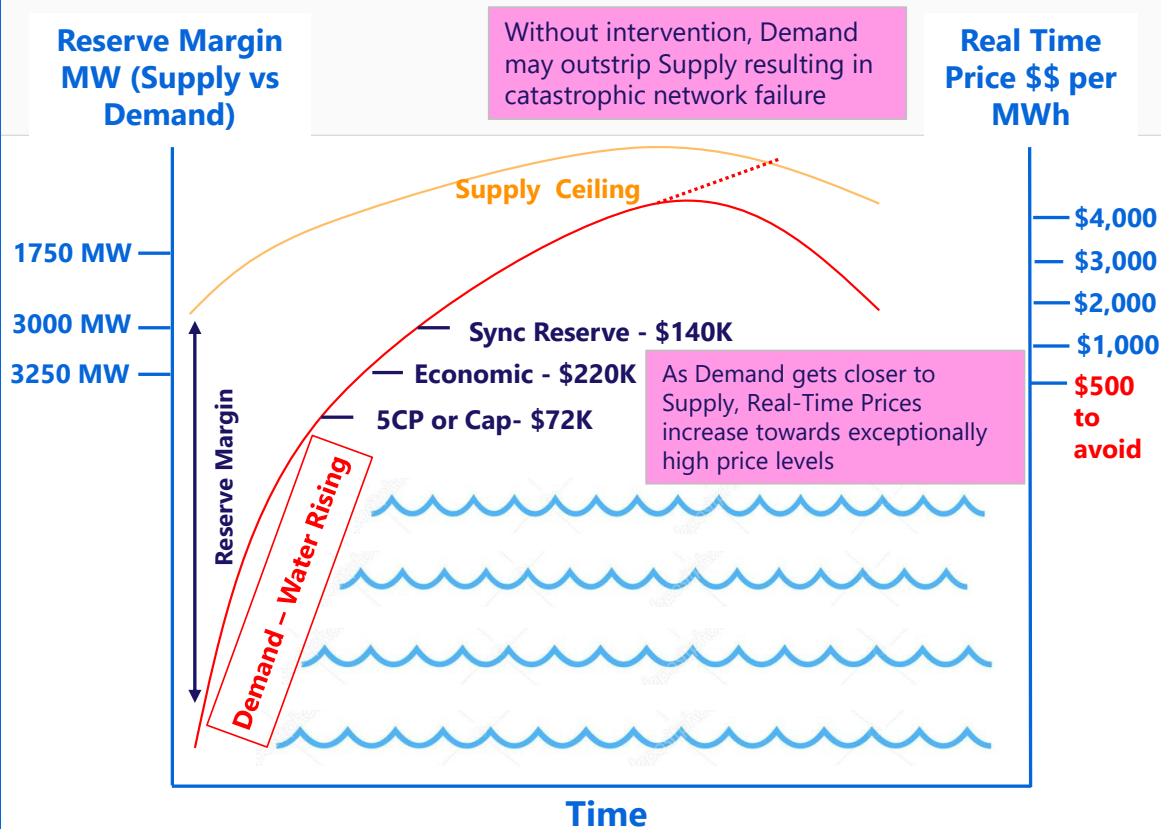 Reserve Margin
MW (Supply vs
Demand)
Without intervention, Demand
may outstrip Supply resulting in
catastrophic network failure
Real Time
Price $$ per
MWh
Supply Ceiling
1750 MW
3000 MW
3250 MW
$4,000
$3,000
$2,000
$1,000
$500
to
avoid
Sync Reserve - $140K
Economic - $220K
5CP or Cap- $72K
As Demand gets closer to
Supply, Real-Time Prices
increase towards exceptionally
high price levels
Reserve Margin
Demand – Water Rising
Time